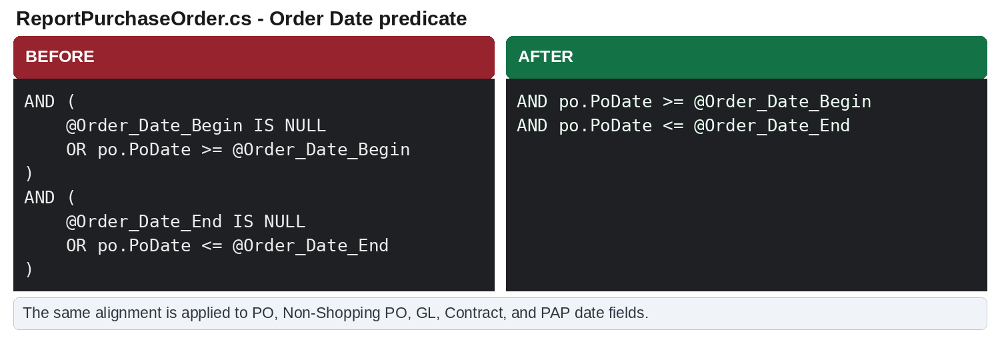 ReportPurchaseOrder.cs - Order Date predicate
BEFORE
AND (
    @Order_Date_Begin IS NULL
    OR po.PoDate >= @Order_Date_Begin
)
AND (
    @Order_Date_End IS NULL
    OR po.PoDate <= @Order_Date_End
)
AFTER
AND po.PoDate >= @Order_Date_Begin
AND po.PoDate <= @Order_Date_End
The same alignment is applied to PO, Non-Shopping PO, GL, Contract, and PAP date fields.